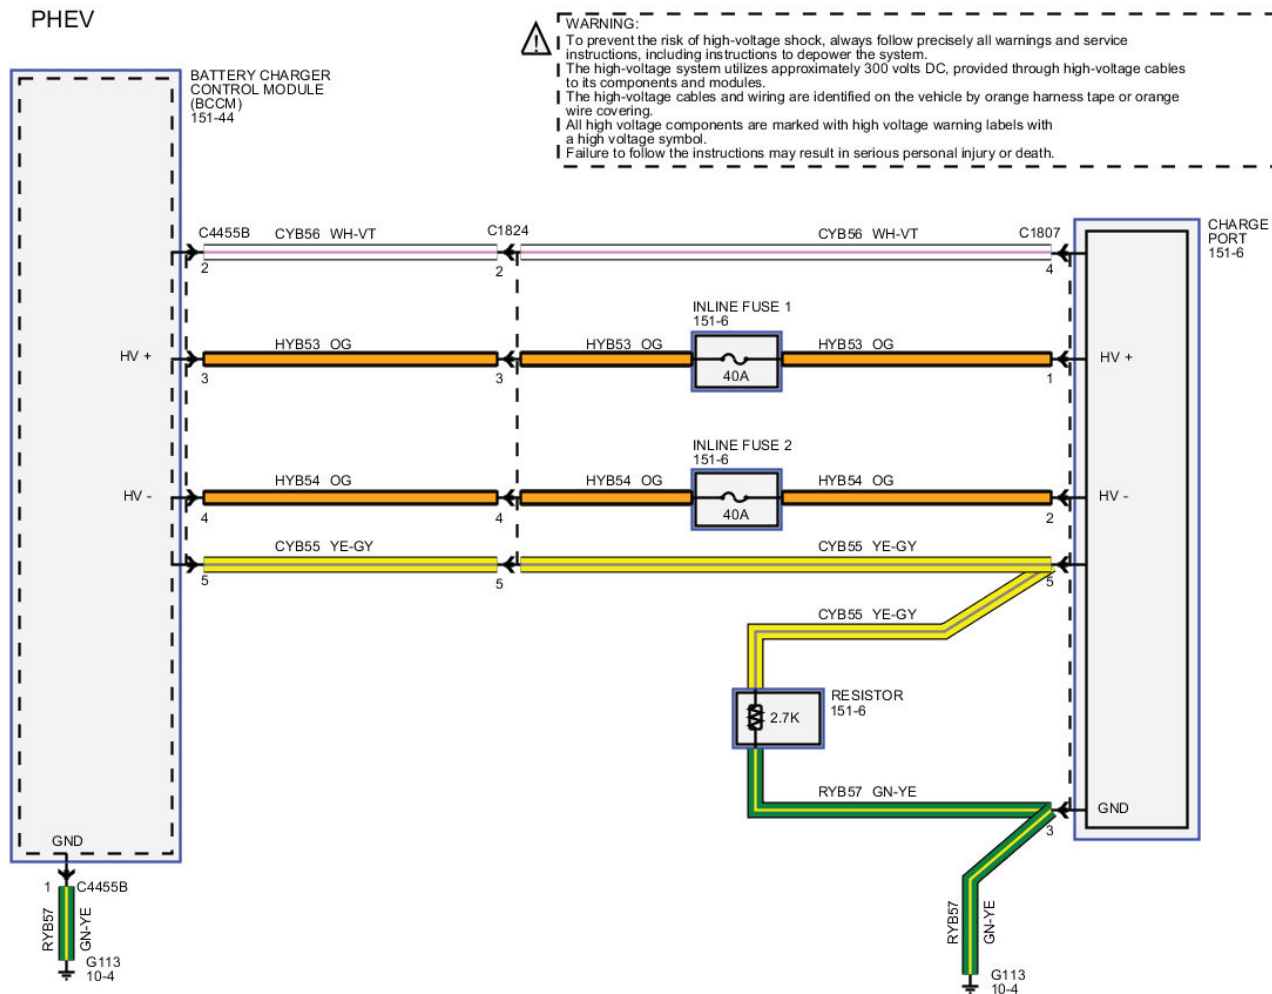 PHEV
WARNING:
To prevent the risk of high-voltage shock, always follow precisely all warnings and service
instructions, including instructions to depower the system.
The high-voltage system utilizes approximately 300 volts DC, provided through high-voltage cables
to its components and modules.
The high-voltage cables and wiring are identified on the vehicle by orange harness tape or orange
wire covering.
All high voltage components are marked with high voltage warning labels with
a high voltage symbol.
Failure to follow the instructions may result in serious personal injury or death.
BATTERY CHARGER
CONTROL MODULE
(BCCM)
151-44
CHARGE
PORT
151-6
C4455B CYB56 WH-VT C1824 CYB56 WH-VT C1807
2 2 4
INLINE FUSE 1
151-6
HV + HYB53 OG HYB53 OG HYB53 OG HV +
40A
3 3 1
INLINE FUSE 2
151-6
HV - HYB54 OG HYB54 OG HYB54 OG HV -
40A
4 4 2
CYB55 YE-GY CYB55 YE-GY
5 5 5
CYB55 YE-GY
RESISTOR
151-6
2.7K
RYB57 GN-YE
GND
3
GND
1 C4455B
RYB57 GN-YE
G113
10-4
RYB57 GN-YE
G113
10-4